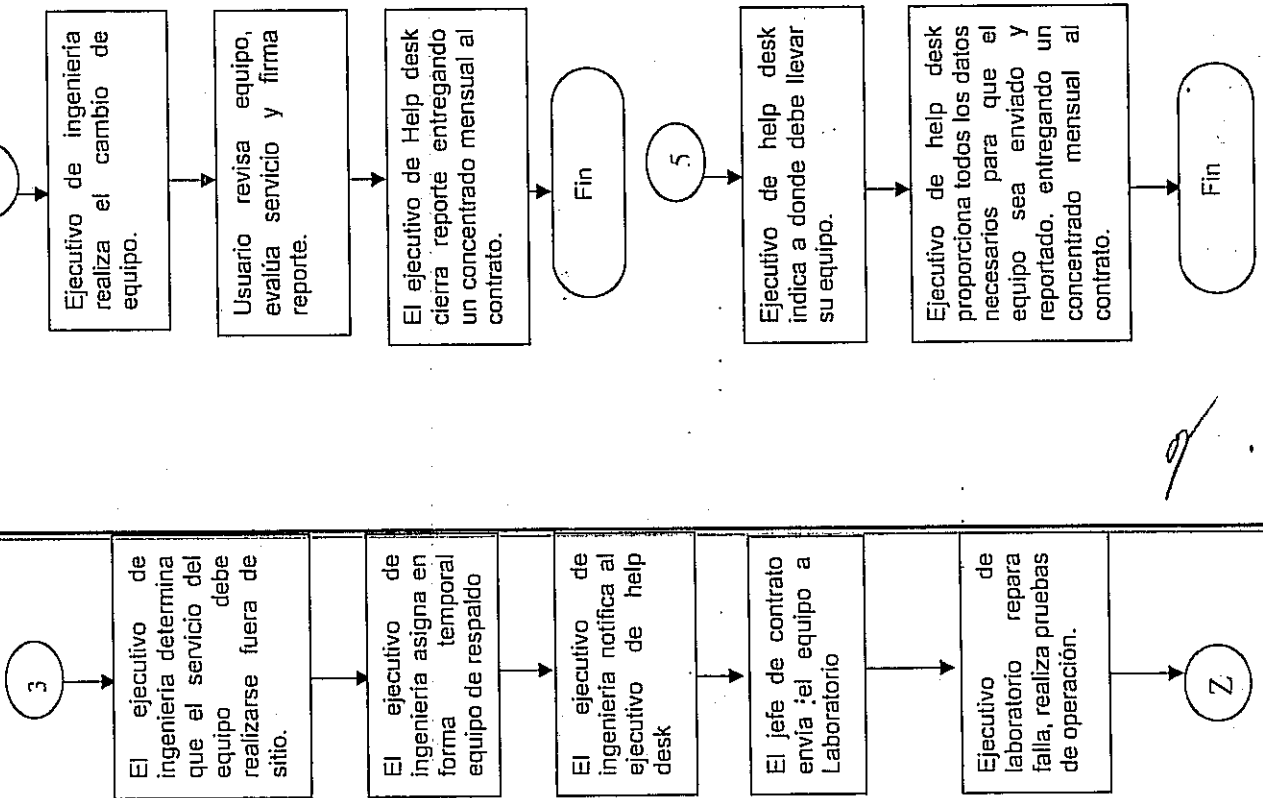 Ejecutivo de ingeniería
realiza el cambio de
equipo.
Usuario revisa equipo,
evalúa servicio y firma
reporte.
El ejecutivo de Help desk
cierra reporte entregando
un concentrado mensual al
contrato.
Fin
5
Ejecutivo de help desk
indica a donde debe llevar
su equipo.
Ejecutivo de help desk
proporciona todos los datos
necesarios para que el
equipo sea enviado y
reportado. entregando un
concentrado mensual al
contrato.
Fin
3
El ejecutivo de
ingeniería determina
que el servicio del
equipo debe
realizarse fuera de
sitio.
El ejecutivo de
ingeniería asigna en
forma temporal
equipo de respaldo
El ejecutivo de
ingeniería notifica al
ejecutivo de help
desk
El jefe de contrato
envía el equipo a
Laboratorio
Ejecutivo de
laboratorio repara
falla, realiza pruebas
de operación.
Z